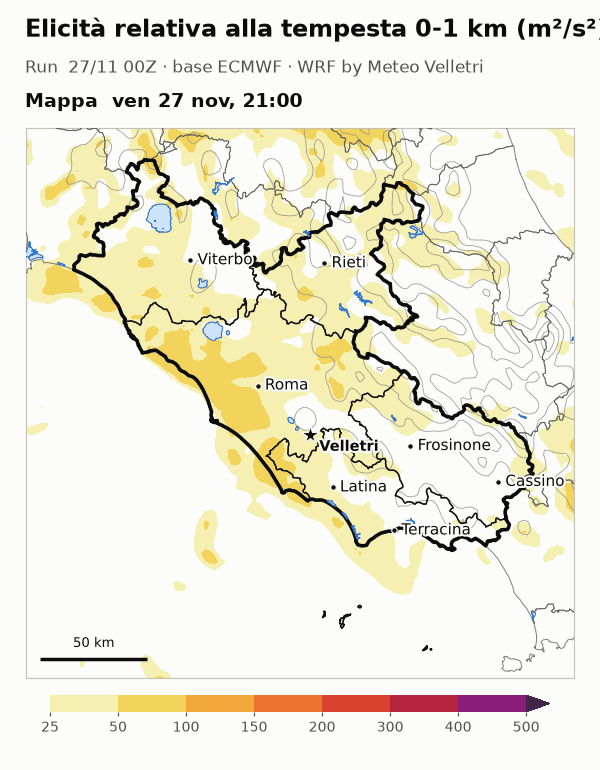 Elicità relativa alla tempesta 0-1 km (m²/s²)
Run 27/11 00Z · base ECMWF · WRF by Meteo Velletri
Mappa ven 27 nov, 21:00
Viterbo
Rieti
Roma
Velletri
Frosinone
Cassino
Latina
Terracina
50 km
25 50 100 150 200 300 400 500